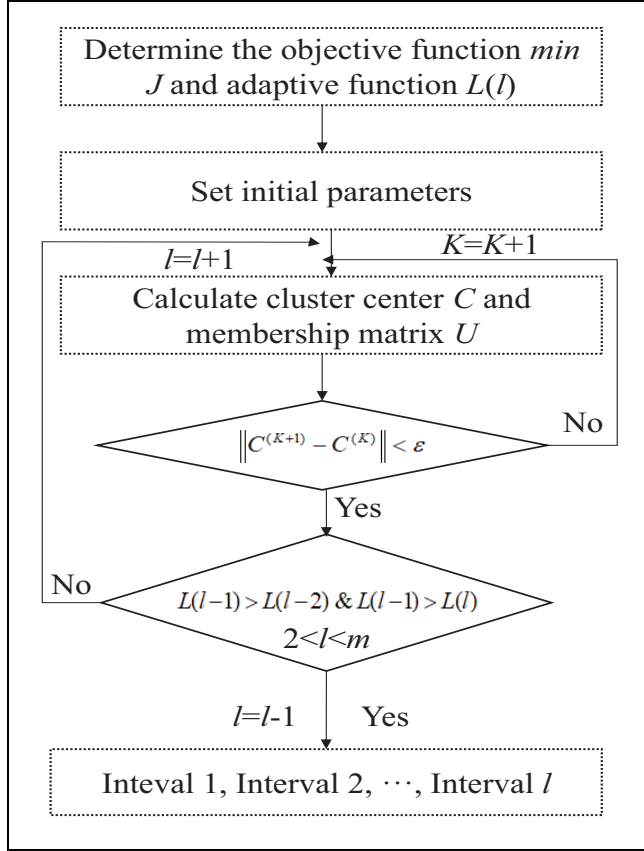 Determine the objective function min
J and adaptive function L(l)
Set initial parameters
l=l+1
K=K+1
Calculate cluster center C and
membership matrix U
No
‖C^(K+1) − C^(K)‖ < ε
Yes
No
L(l−1) > L(l−2) & L(l−1) > L(l)
2<l<m
l=l-1 Yes
Inteval 1, Interval 2, ···, Interval l